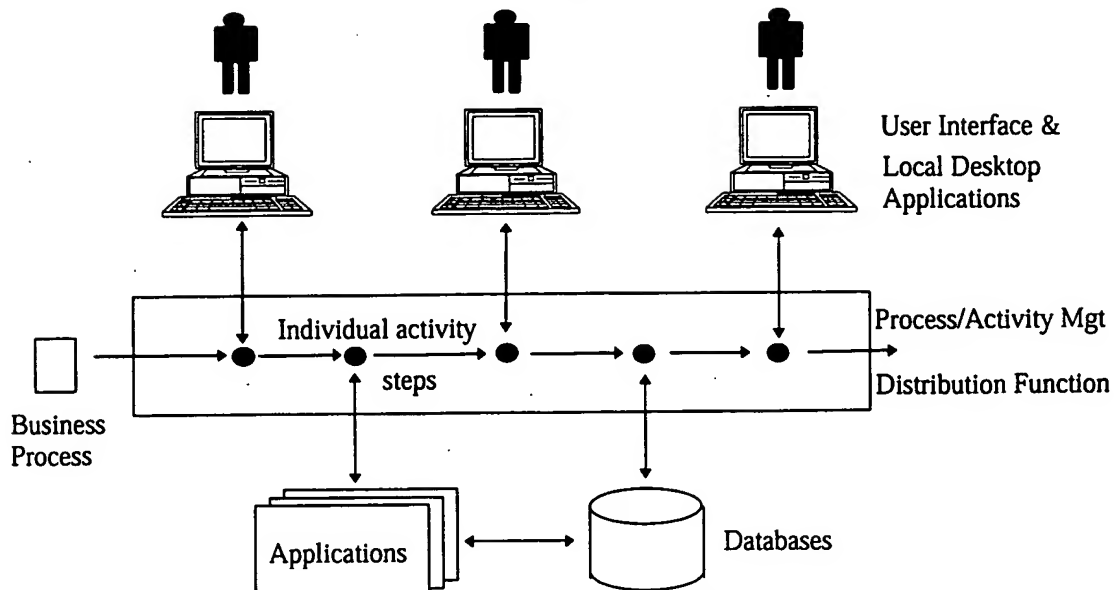 User Interface &
Local Desktop
Applications
Individual activity
steps
Process/Activity Mgt
Distribution Function
Business
Process
Applications
Databases